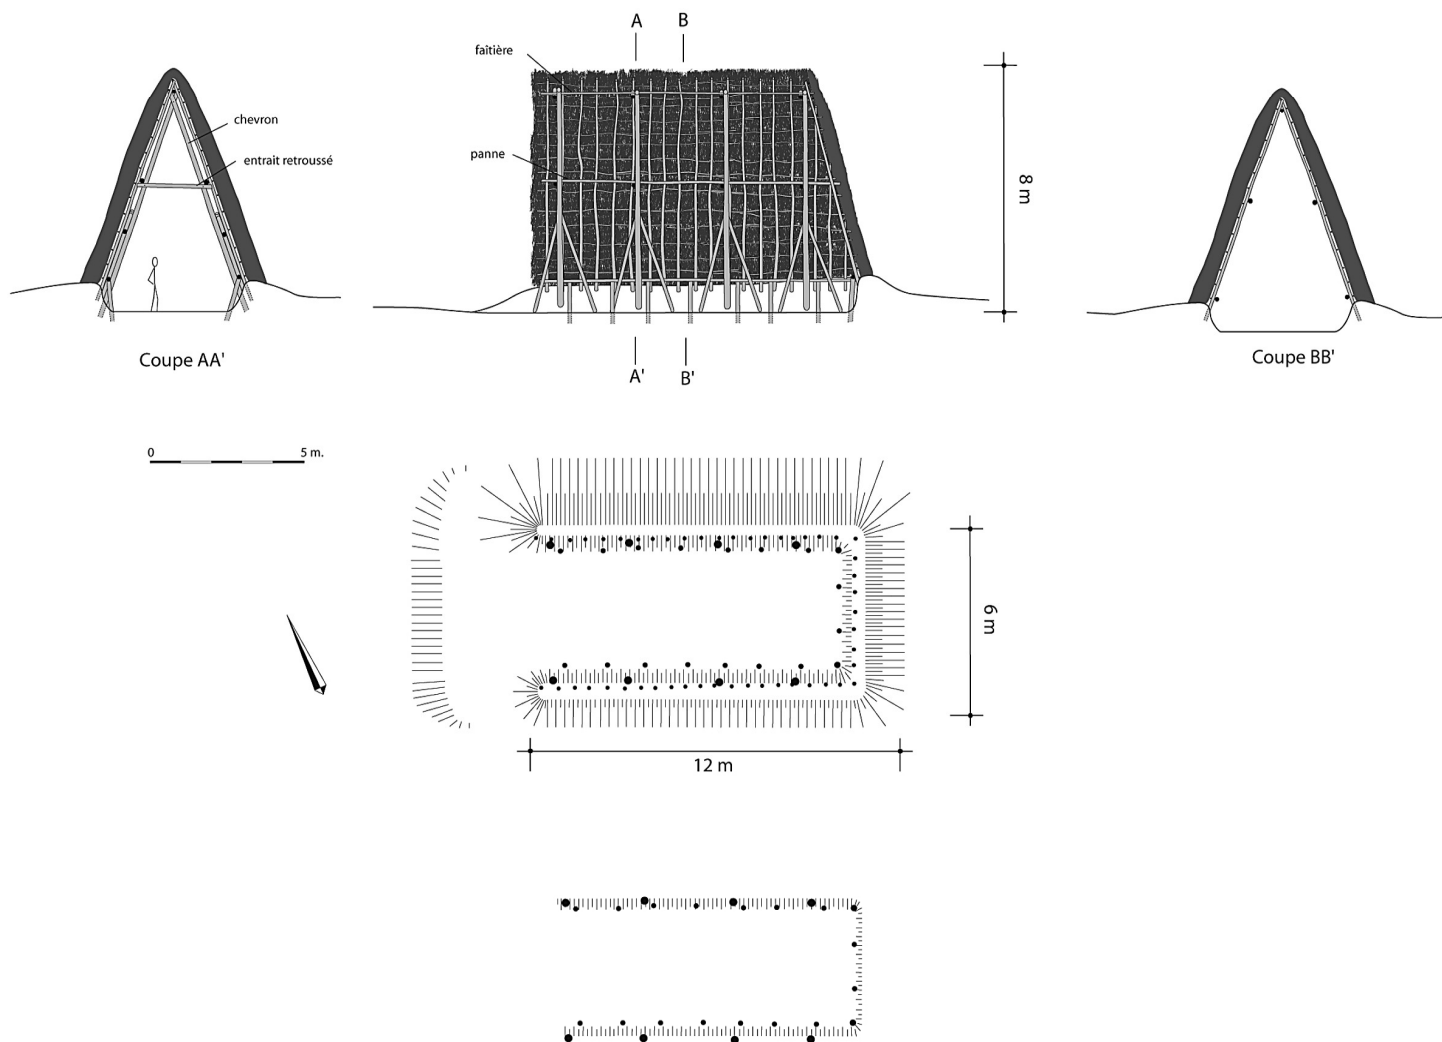 A B
faîtière
chevron
entrait retroussé
panne
8 m
Coupe AA'
A' B'
Coupe BB'
0 5 m.
6 m
12 m